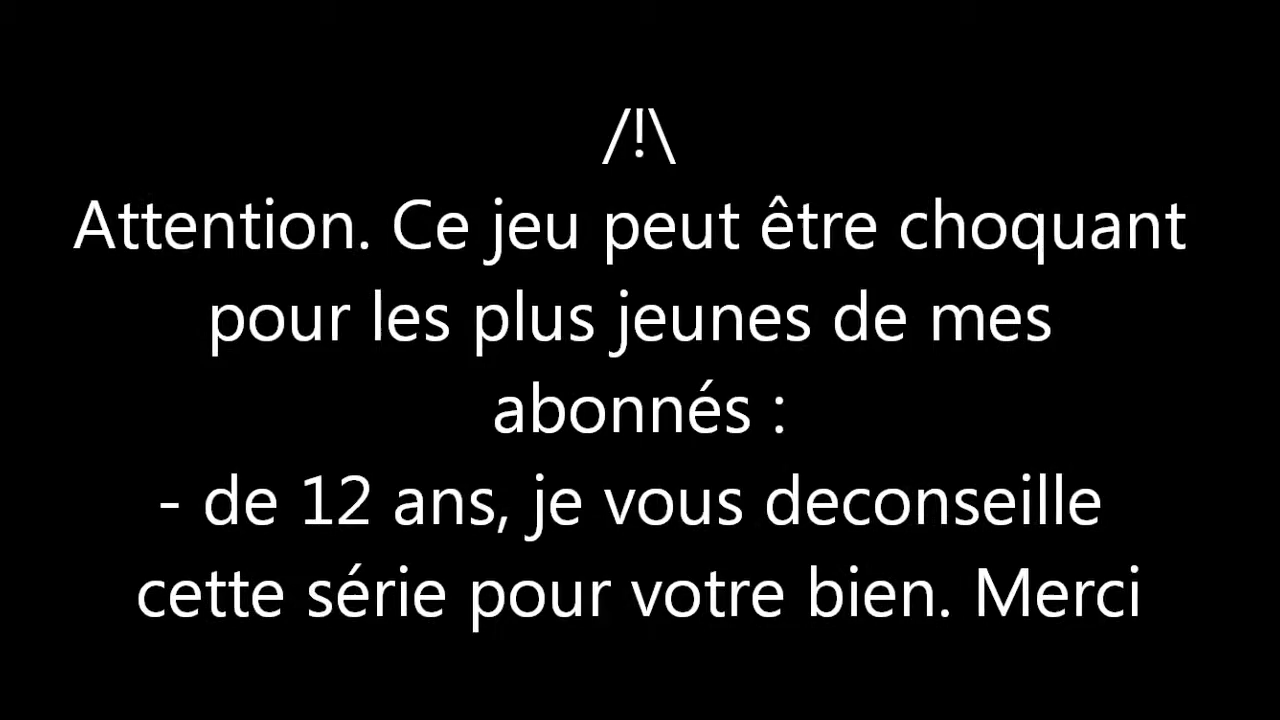 /!\
Attention. Ce jeu peut être choquant
pour les plus jeunes de mes
abonnés :
- de 12 ans, je vous deconseille
cette série pour votre bien. Merci